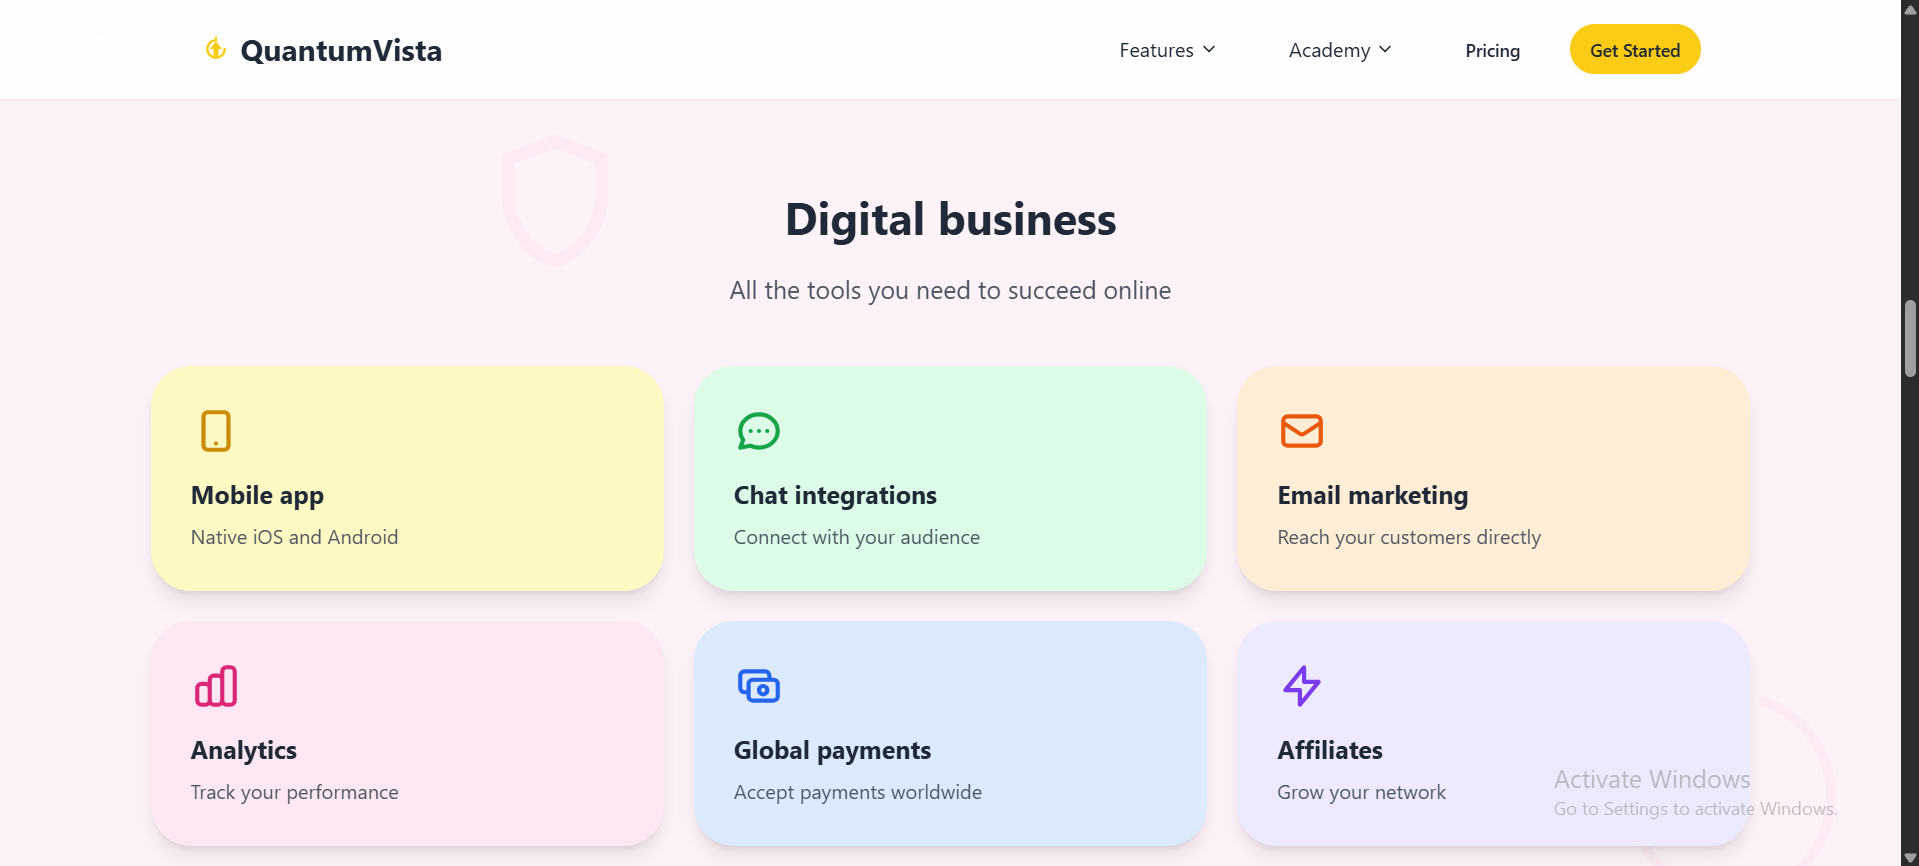 QuantumVista
Features
Academy
Pricing
Get Started
Digital business
All the tools you need to succeed online
Mobile app
Native iOS and Android
Chat integrations
Connect with your audience
Email marketing
Reach your customers directly
Analytics
Track your performance
Global payments
Accept payments worldwide
Affiliates
Grow your network
Activate Windows
Go to Settings to activate Windows.